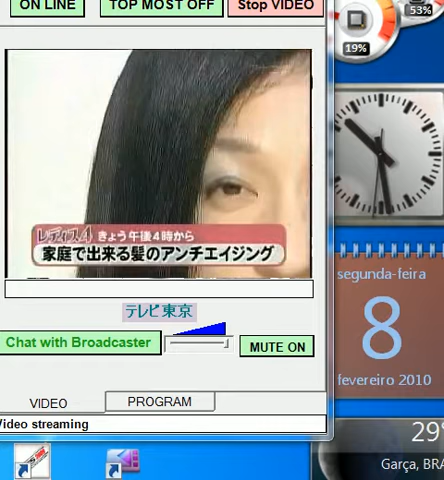 ON LINE
TOP MOST OFF
Stop VIDEO
53%
19%
レディス4 きょう午後4時から
家庭で出来る髪のアンチエイジング
テレビ東京
Chat with Broadcaster
MUTE ON
VIDEO
PROGRAM
Video streaming
segunda-feira
8
fevereiro 2010
29°
Garça, BRA